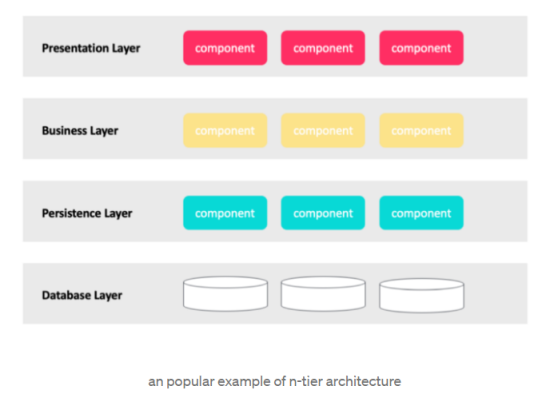 Presentation Layer component component component
Business Layer component component component
Persistence Layer component component component
Database Layer
an popular example of n-tier architecture